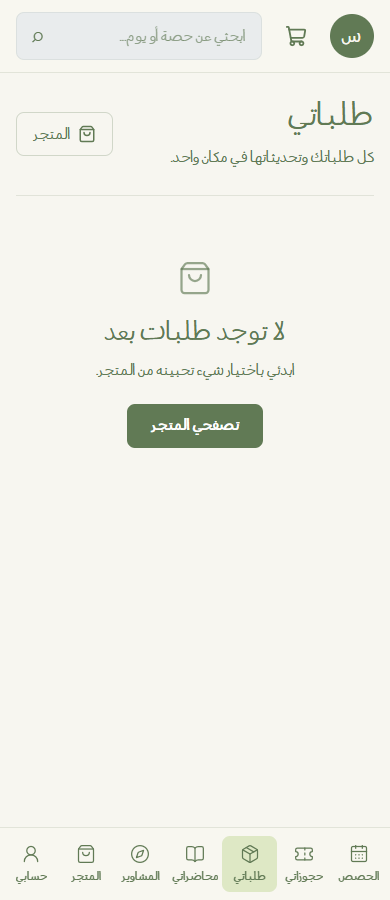 س
ابحثي عن حصة أو يوم...
طلباتي
كل طلباتك وتحديثاتها في مكان واحد.
المتجر
لا توجد طلبات بعد
ابدئي باختيار شيء تحبينه من المتجر.
تصفحي المتجر
الحصص
حجوزاتي
طلباتي
محاضراتي
المشاوير
المتجر
حسابي